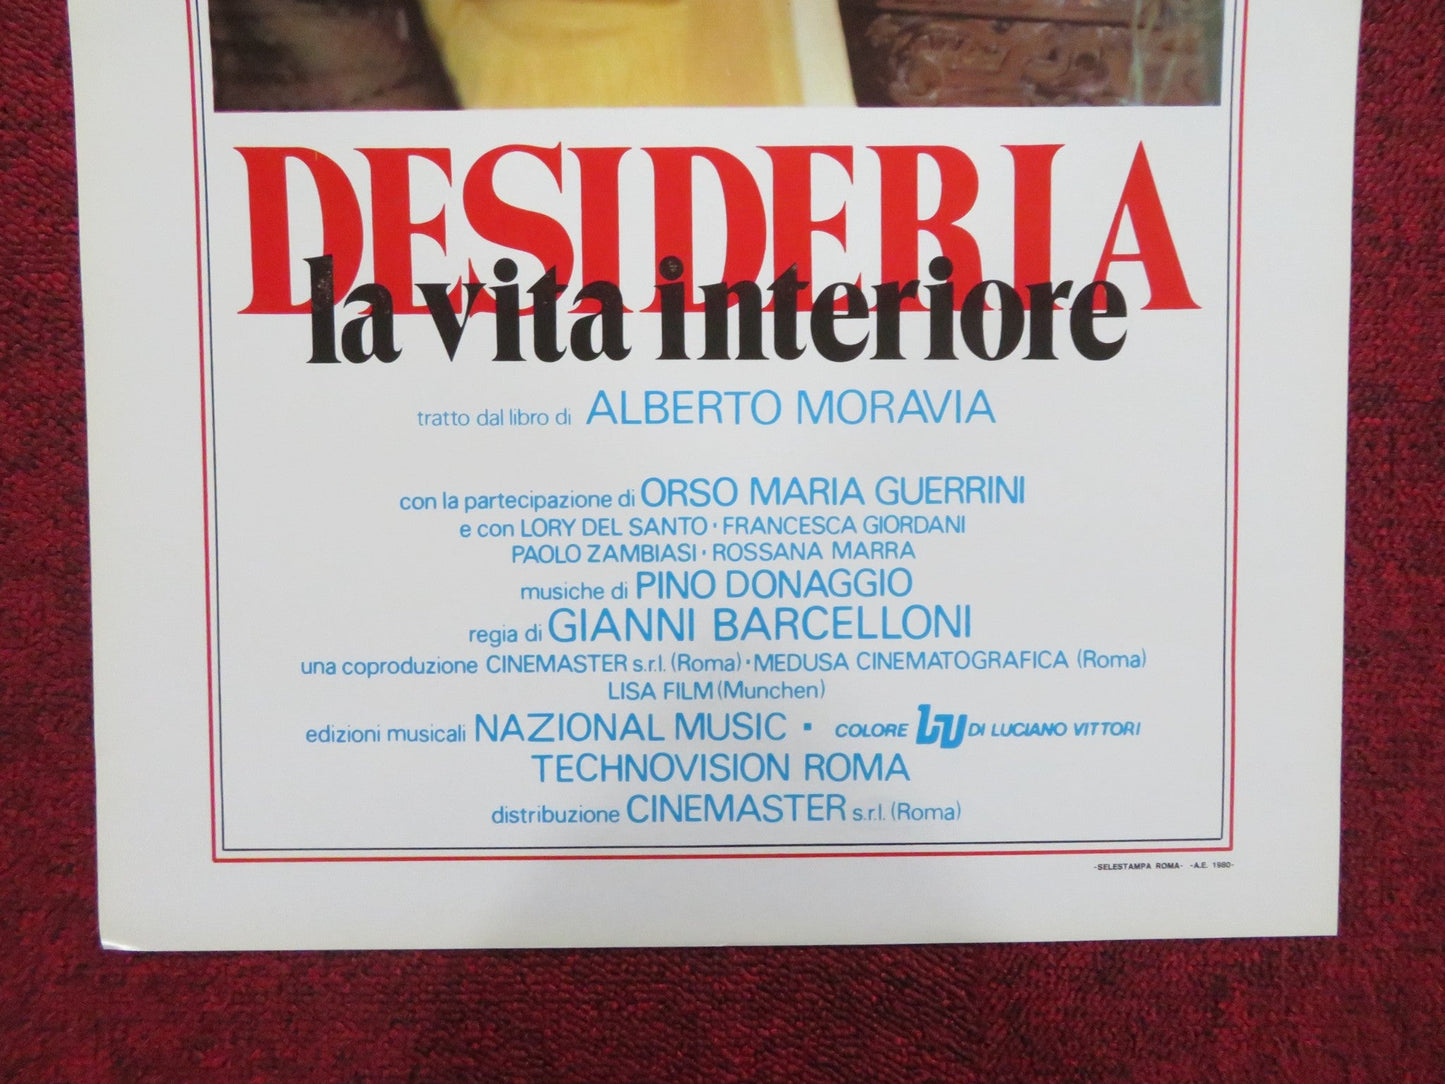 DESIDERIA
la vita interiore
tratto dal libro di ALBERTO MORAVIA
con la partecipazione di ORSO MARIA GUERRINI
e con LORY DEL SANTO · FRANCESCA GIORDANI
PAOLO ZAMBIASI · ROSSANA MARRA
musiche di PINO DONAGGIO
regia di GIANNI BARCELLONI
una coproduzione CINEMASTER s.r.l. (Roma) · MEDUSA CINEMATOGRAFICA (Roma)
LISA FILM (Munchen)
edizioni musicali NAZIONAL MUSIC · COLORE LV DI LUCIANO VITTORI
TECHNOVISION ROMA
distribuzione CINEMASTER s.r.l. (Roma)
-SELESTAMPA ROMA- -A.E. 1980-